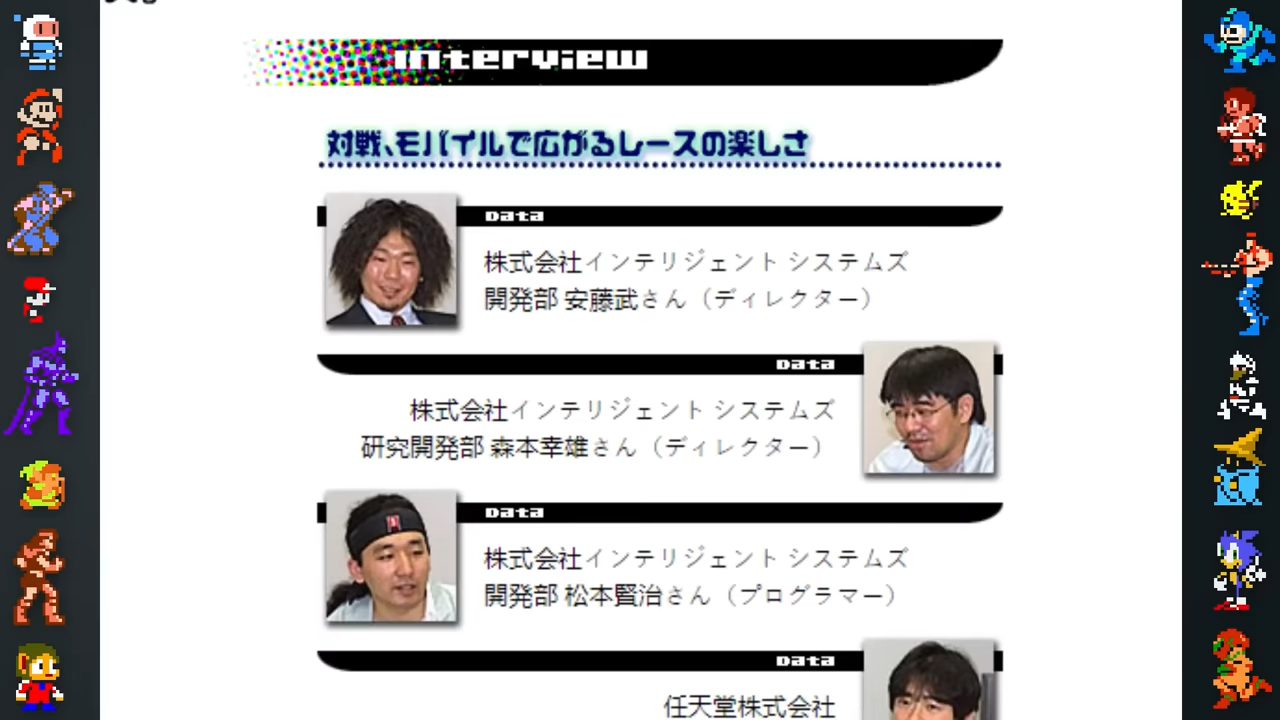 Interview
対戦、モバイルで広がるレースの楽しさ
Data
株式会社インテリジェント システムズ
開発部 安藤武さん（ディレクター）
Data
株式会社インテリジェント システムズ
研究開発部 森本幸雄さん（ディレクター）
Data
株式会社インテリジェント システムズ
開発部 松本賢治さん（プログラマー）
Data
任天堂株式会社